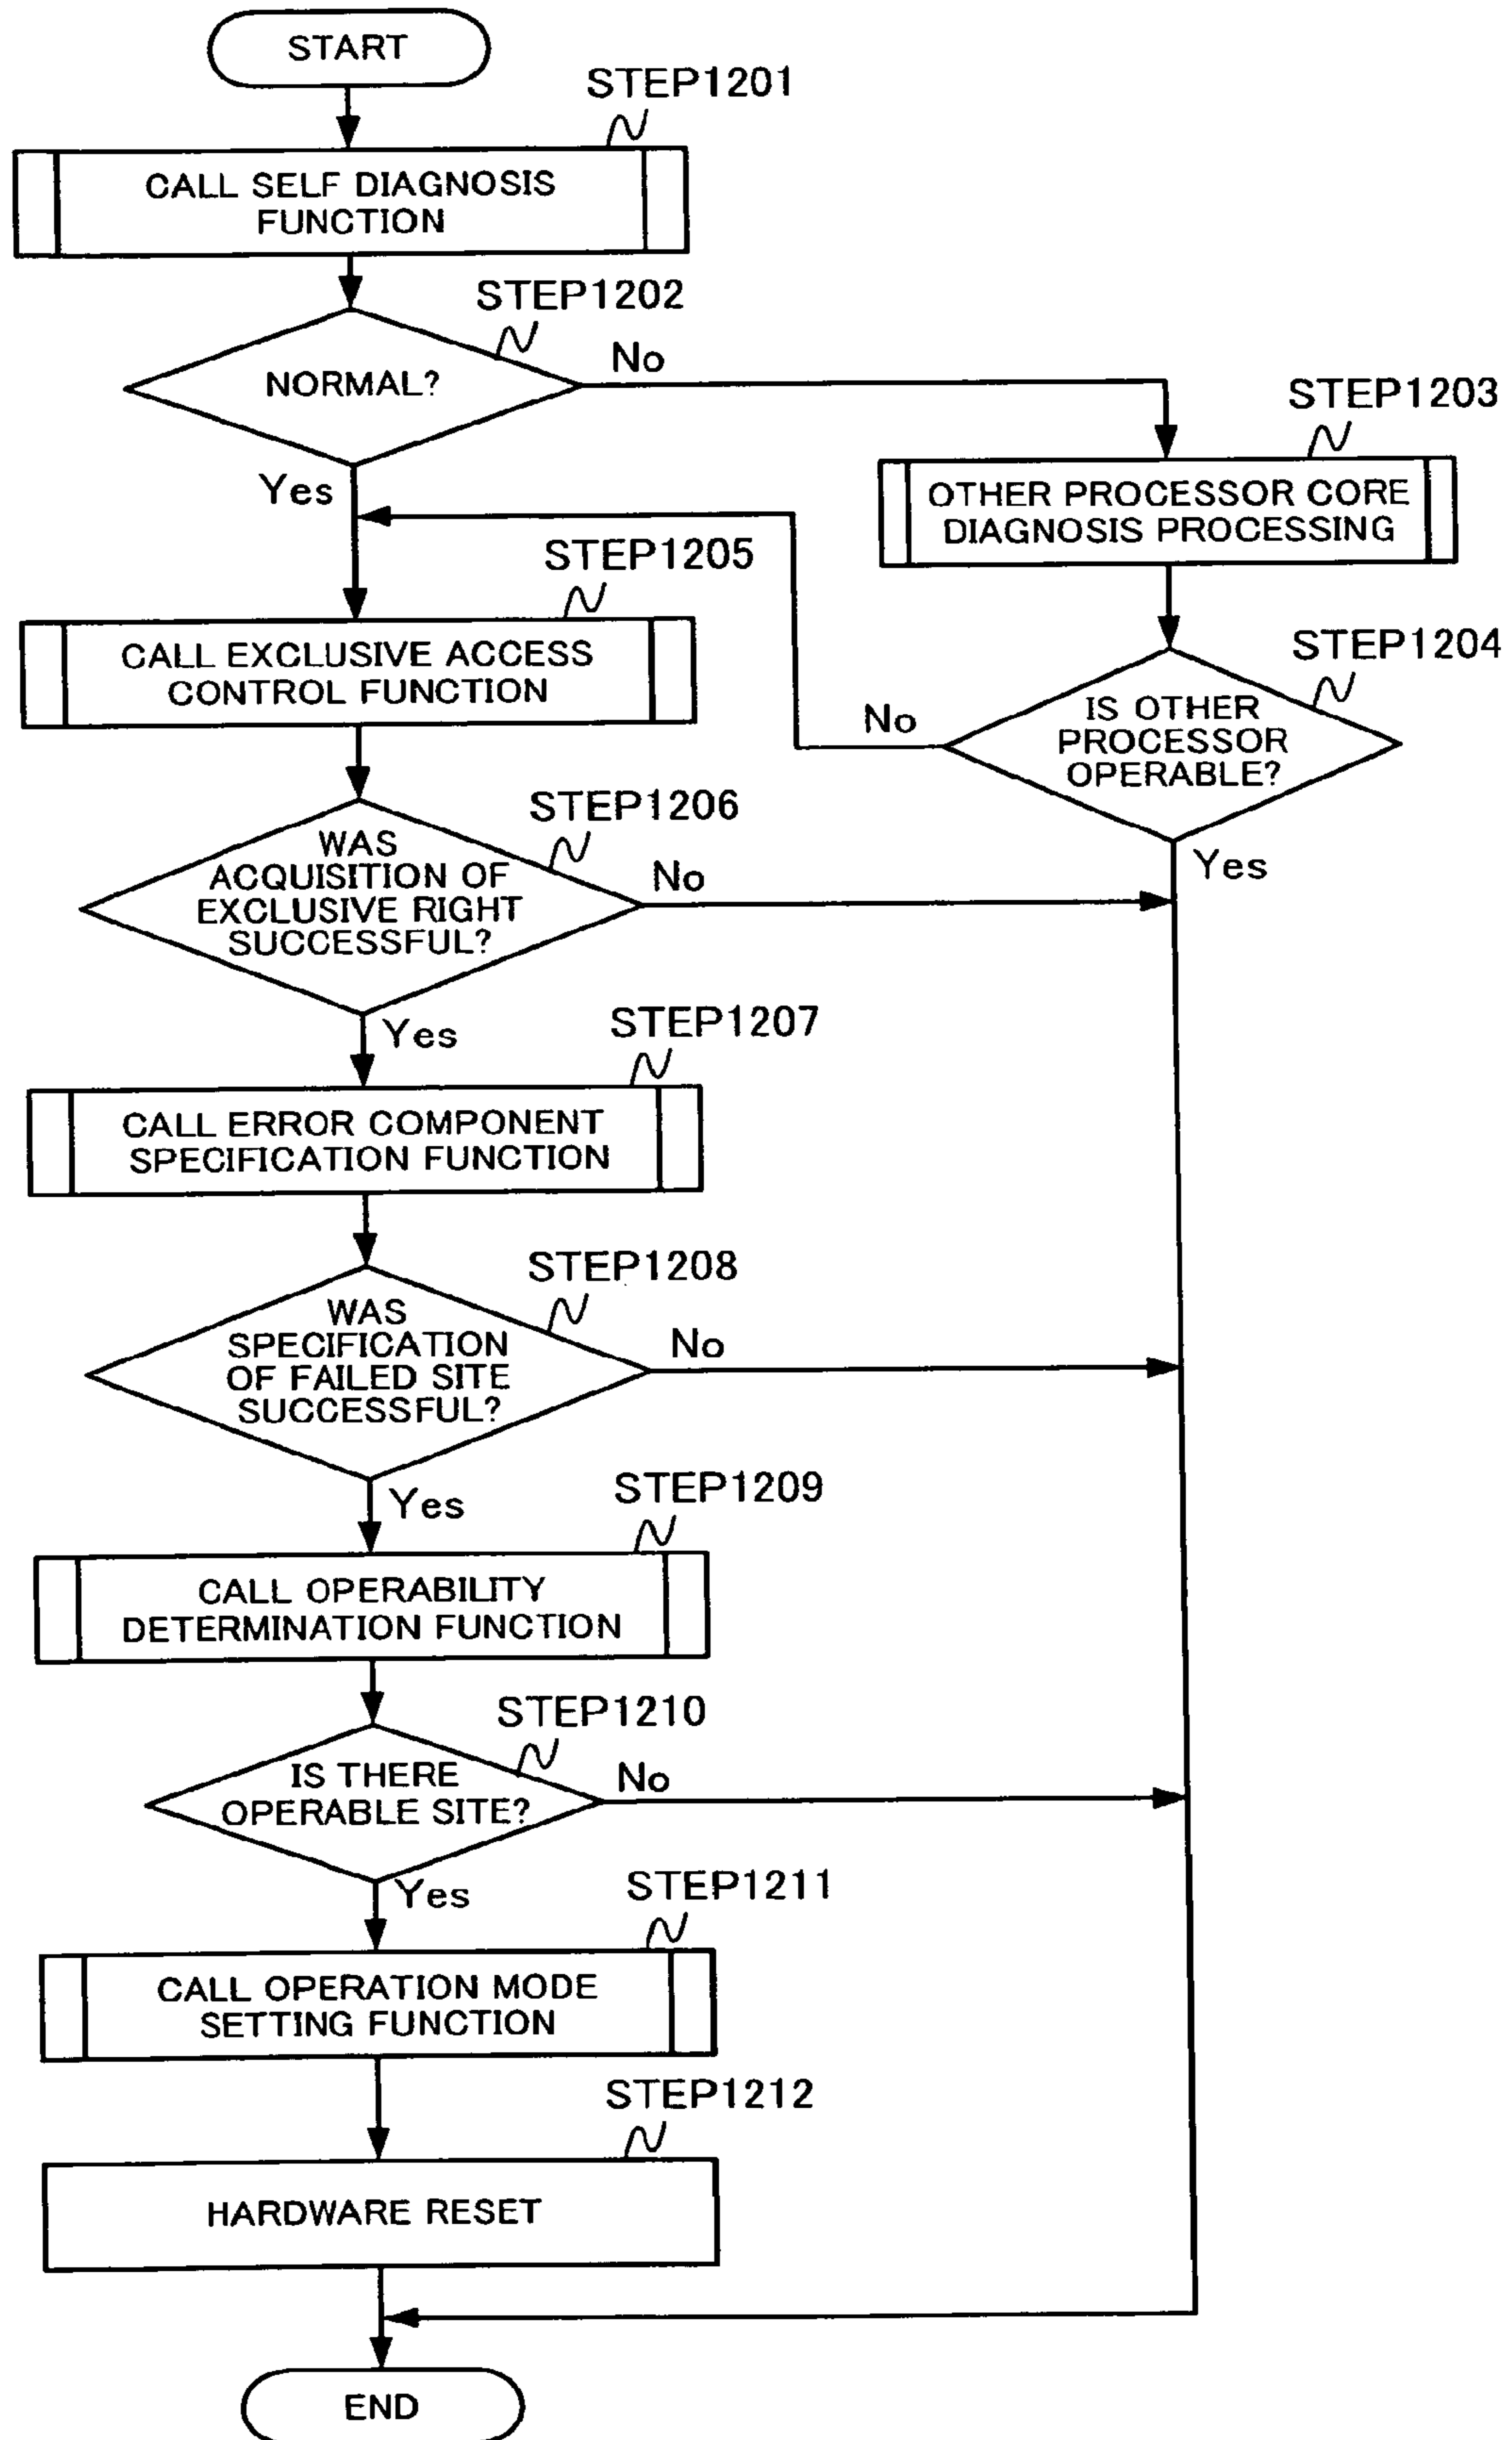 START
STEP1201
CALL SELF DIAGNOSIS
FUNCTION
STEP1202
NORMAL?
No
Yes
STEP1203
OTHER PROCESSOR CORE
DIAGNOSIS PROCESSING
STEP1204
IS OTHER
PROCESSOR
OPERABLE?
No
Yes
STEP1205
CALL EXCLUSIVE ACCESS
CONTROL FUNCTION
STEP1206
WAS
ACQUISITION OF
EXCLUSIVE RIGHT
SUCCESSFUL?
No
Yes
STEP1207
CALL ERROR COMPONENT
SPECIFICATION FUNCTION
STEP1208
WAS
SPECIFICATION
OF FAILED SITE
SUCCESSFUL?
No
Yes
STEP1209
CALL OPERABILITY
DETERMINATION FUNCTION
STEP1210
IS THERE
OPERABLE SITE?
No
Yes
STEP1211
CALL OPERATION MODE
SETTING FUNCTION
STEP1212
HARDWARE RESET
END